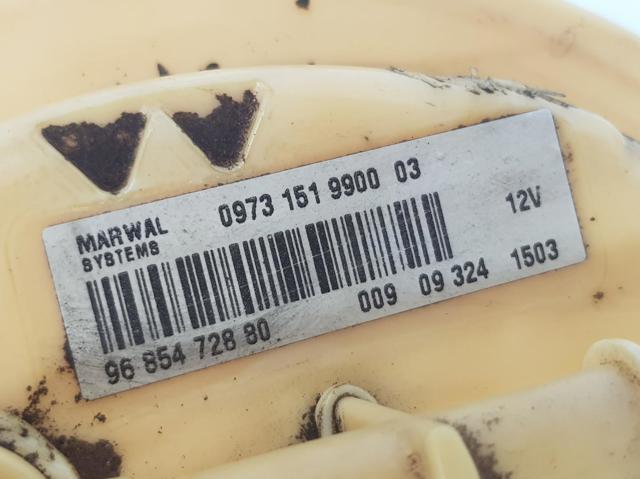 MARWAL
SYSTEMS
0973 151 9900 03
12V
96 854 728 80
009 09 324 1503